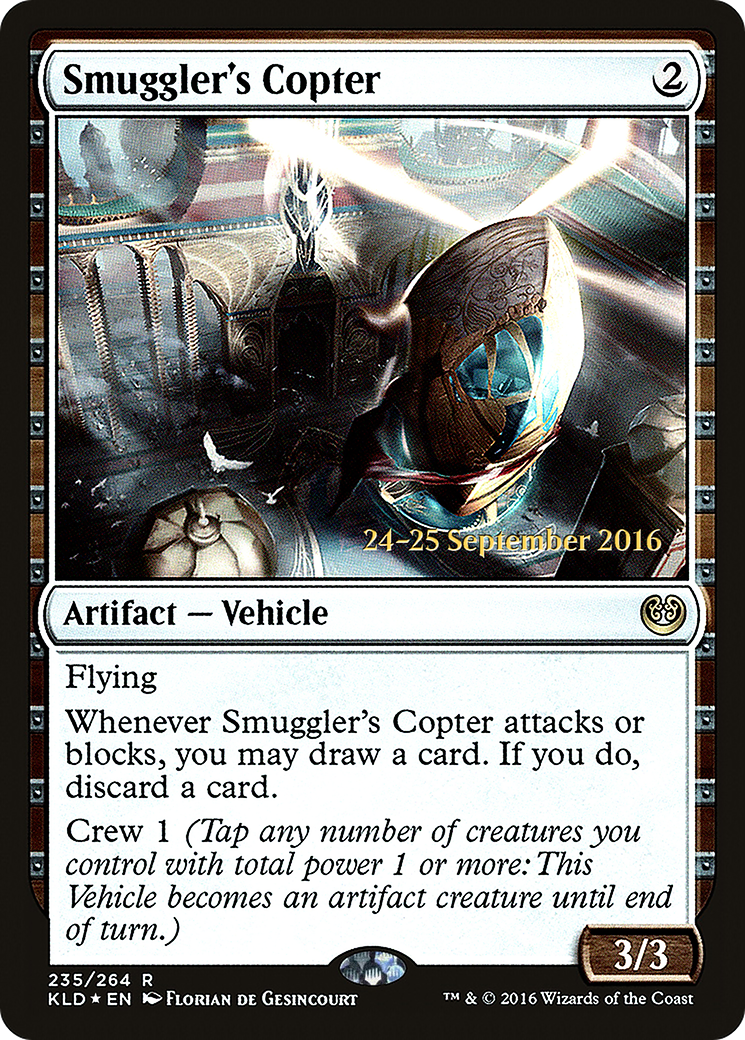 Smuggler's Copter 2
24–25 September 2016
Artifact — Vehicle
Flying
Whenever Smuggler's Copter attacks or
blocks, you may draw a card. If you do,
discard a card.
Crew 1 (Tap any number of creatures you
control with total power 1 or more: This
Vehicle becomes an artifact creature until end
of turn.)
3/3
235/264 R
KLD ★ EN Florian de Gesincourt
™ & © 2016 Wizards of the Coast